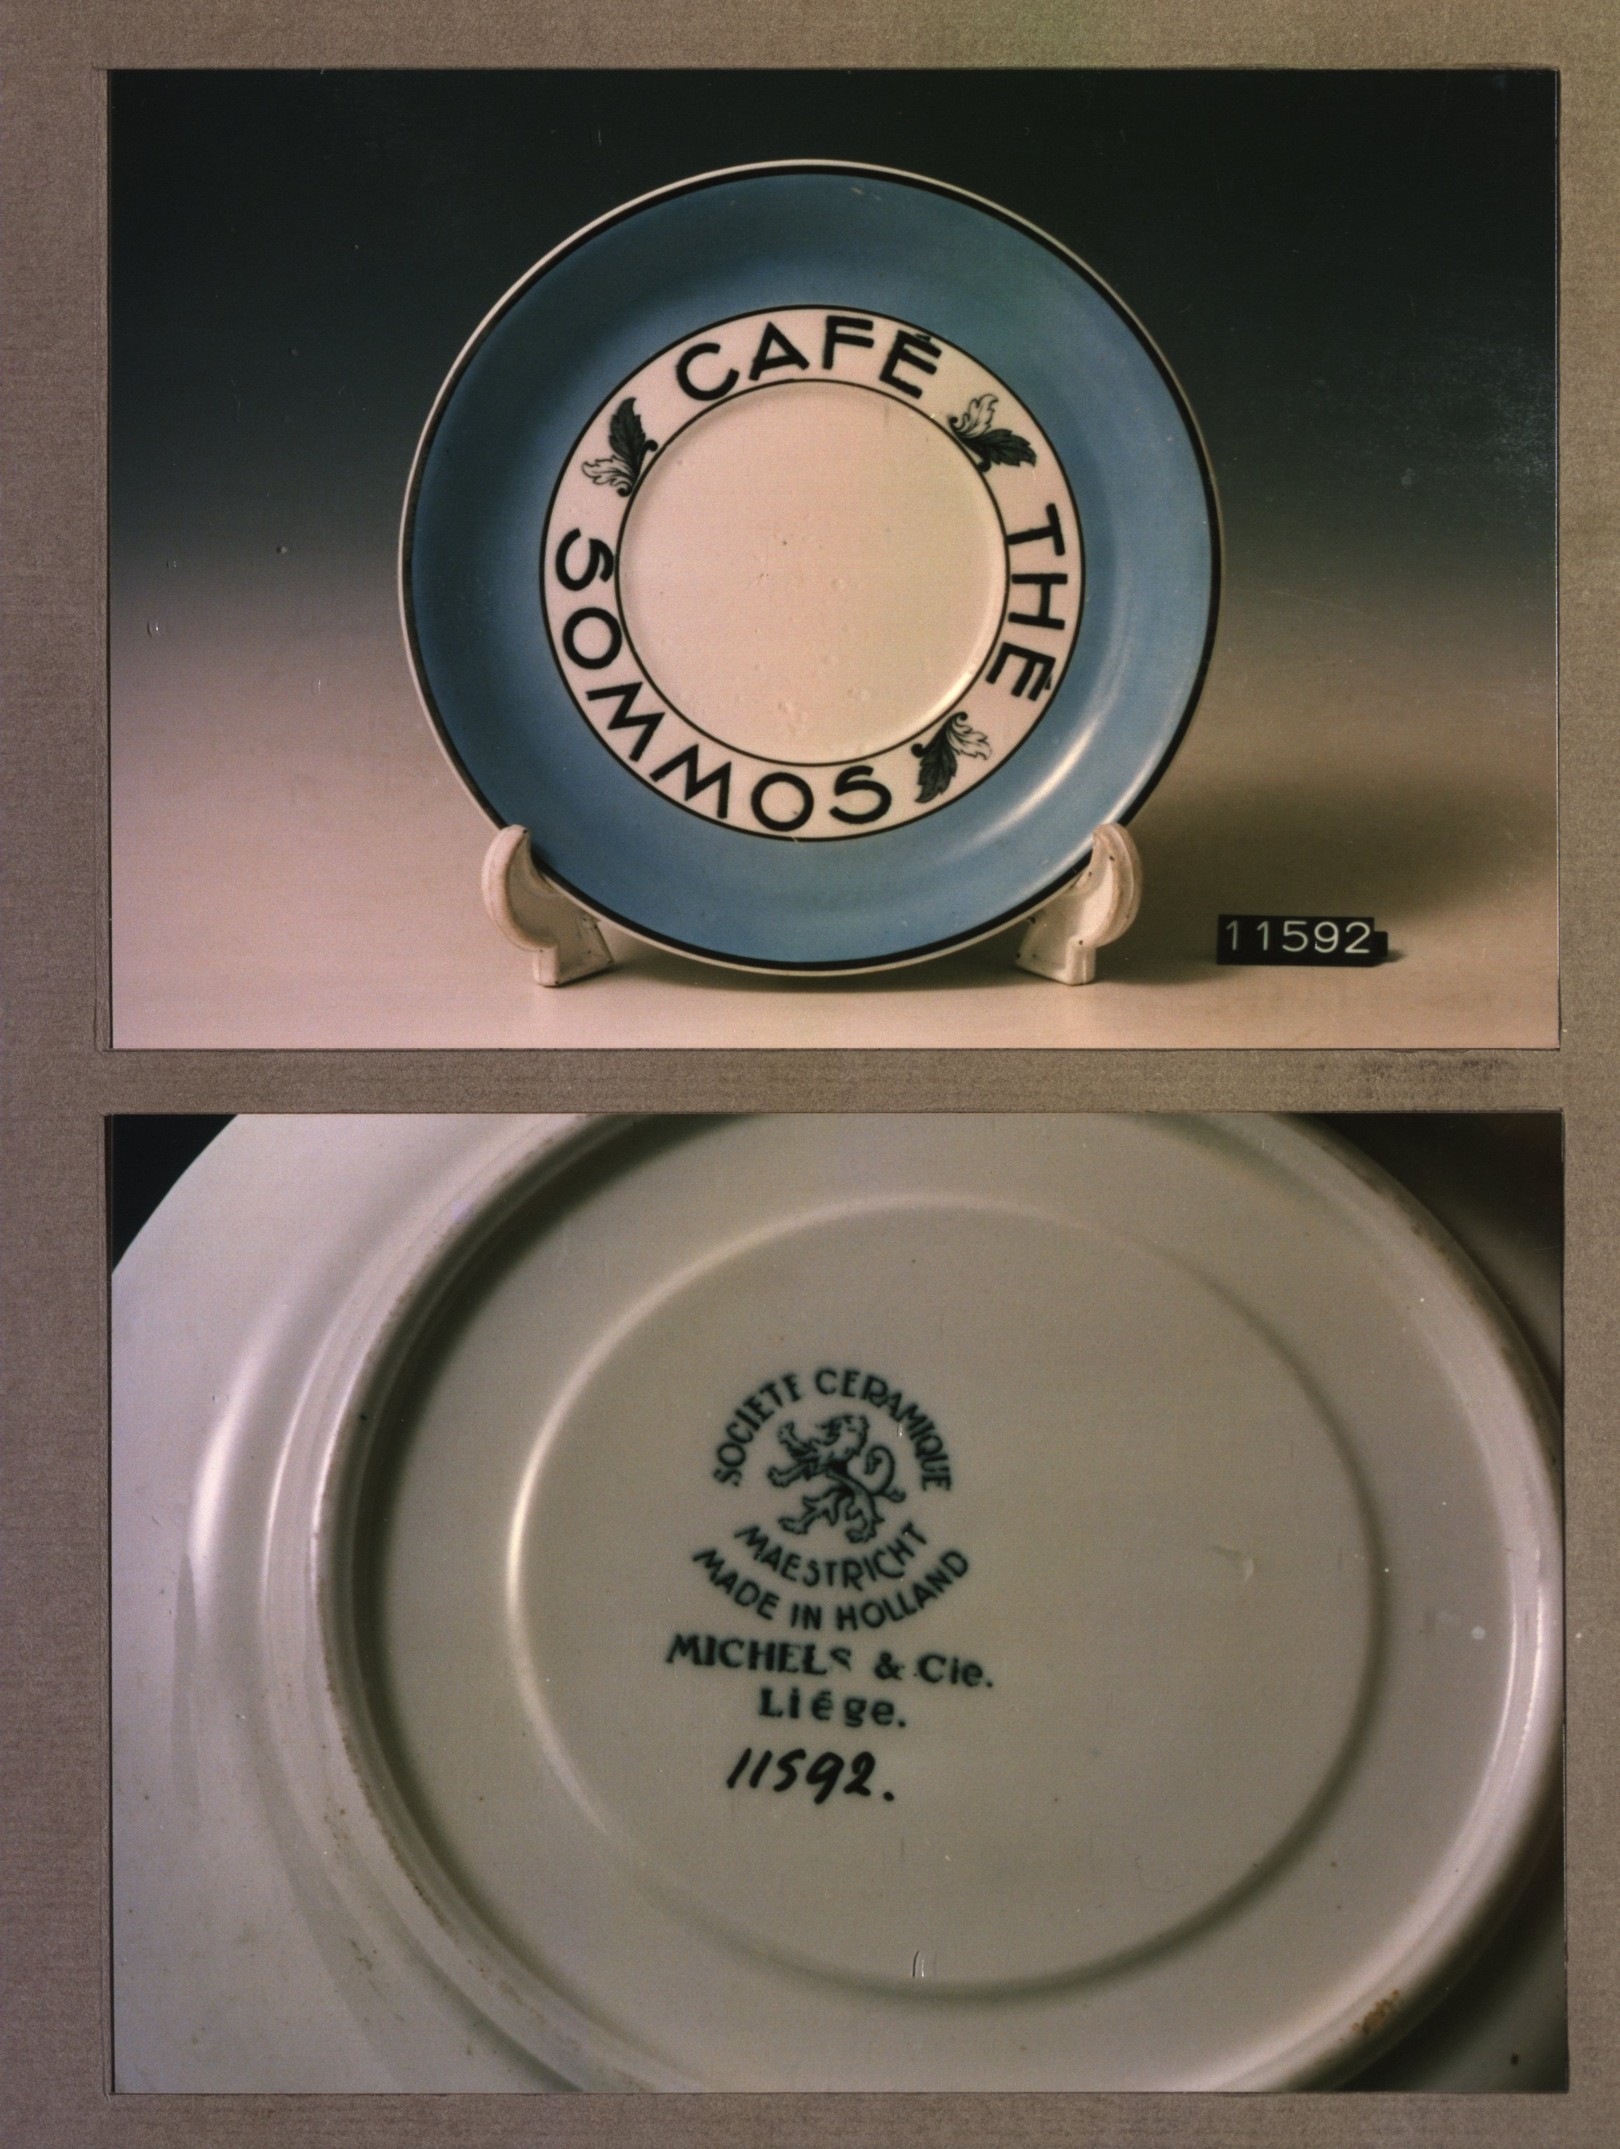 CAFÉ
THÉ
SOMMOS
11592
SOCIETE CERAMIQUE
MAESTRICHT
MADE IN HOLLAND
MICHELS & Cie.
Liége.
11592.